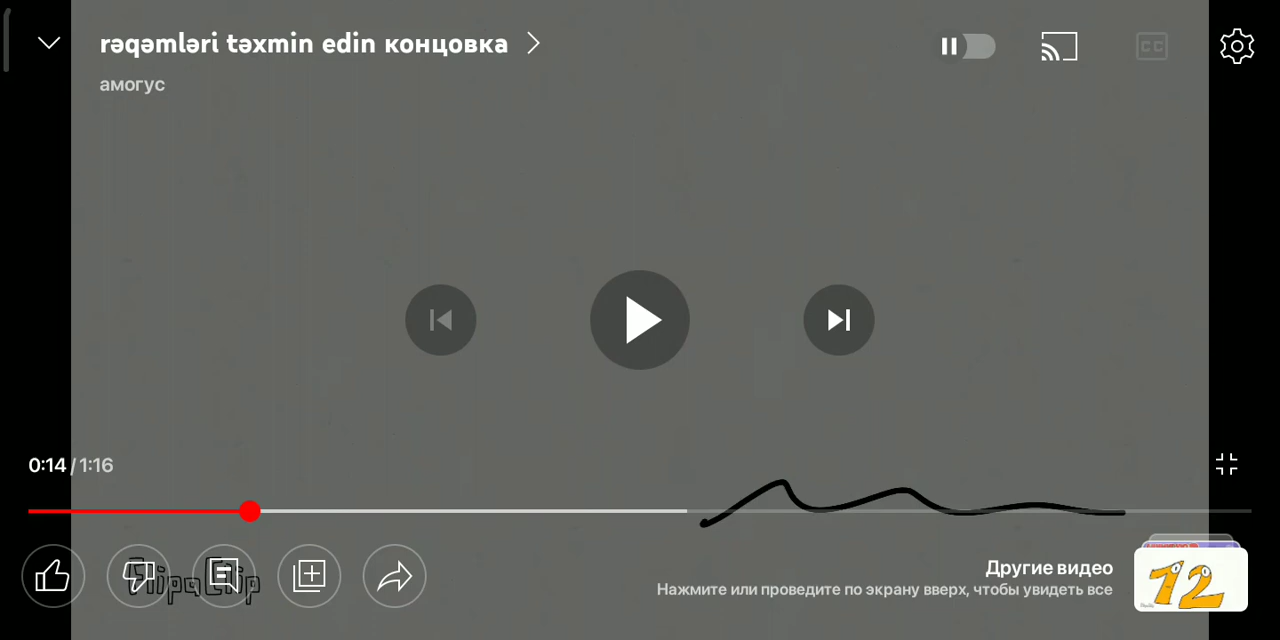 rəqəmləri təxmin edin концовка
амогус
CC
0:14 / 1:16
FlipaClip
Другие видео
Нажмите или проведите по экрану вверх, чтобы увидеть все
12